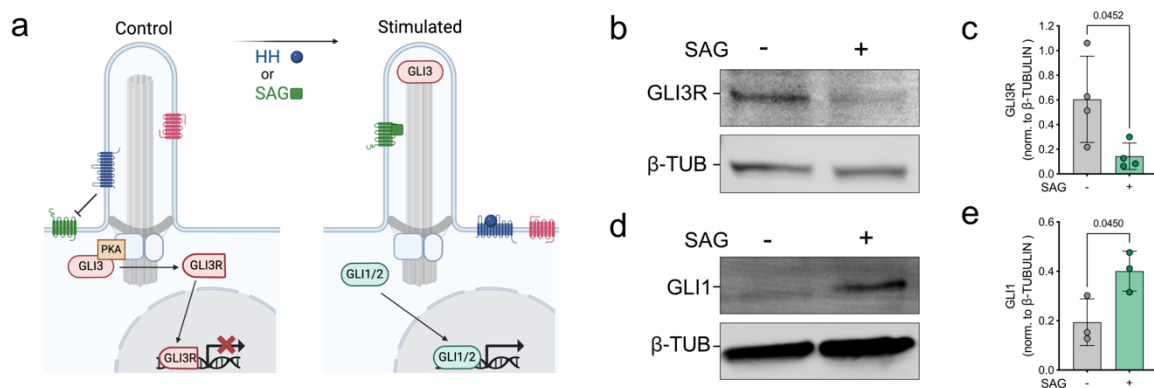 a
Control
Stimulated
HH
or
SAG
GLI3
PKA
GLI3
GLI3R
GLI3R
GLI1/2
GLI1/2
b
SAG - +
GLI3R
β-TUB
c
0.0452
GLI3R
(norm. to β-TUBULIN)
1.2
1.0
0.8
0.6
0.4
0.2
0.0
SAG - +
d
SAG - +
GLI1
β-TUB
e
0.0450
GLI1
(norm. to β-TUBULIN)
0.6
0.4
0.2
0.0
SAG - +